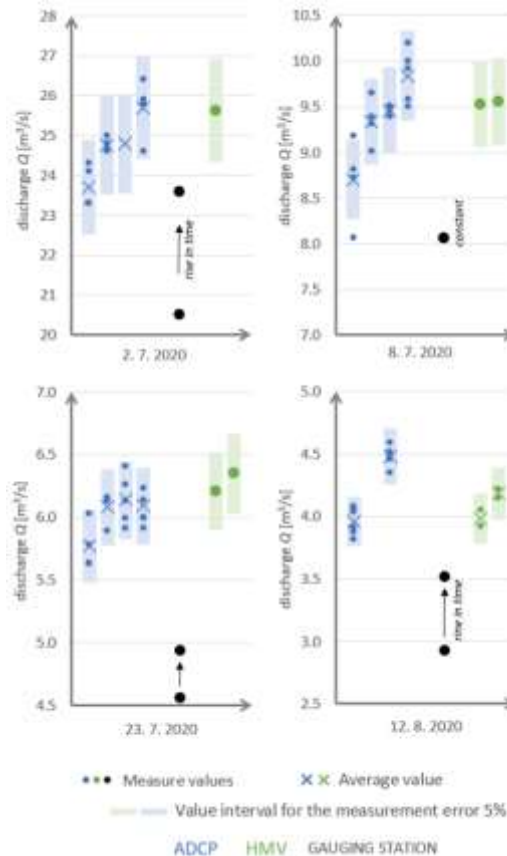 28
27
26
25
24
23
22
21
20
discharge Q [m³/s]
rise in time
2. 7. 2020
10.5
10.0
9.5
9.0
8.5
8.0
7.5
7.0
discharge Q [m³/s]
constant
8. 7. 2020
7.0
6.5
6.0
5.5
5.0
4.5
discharge Q [m³/s]
23. 7. 2020
5.0
4.5
4.0
3.5
3.0
2.5
discharge Q [m³/s]
rine in time
12. 8. 2020
Measure values
Average value
Value interval for the measurement error 5%
ADCP HMV GAUGING STATION